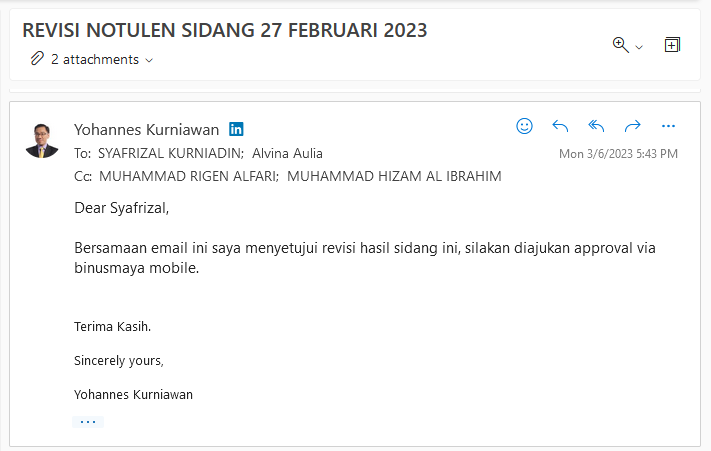 REVISI NOTULEN SIDANG 27 FEBRUARI 2023
2 attachments
Yohannes Kurniawan in
To: SYAFRIZAL KURNIADIN; Alvina Aulia
Mon 3/6/2023 5:43 PM
Cc: MUHAMMAD RIGEN ALFARI; MUHAMMAD HIZAM AL IBRAHIM
Dear Syafrizal,
Bersamaan email ini saya menyetujui revisi hasil sidang ini, silakan diajukan approval via
binusmaya mobile.
Terima Kasih.
Sincerely yours,
Yohannes Kurniawan